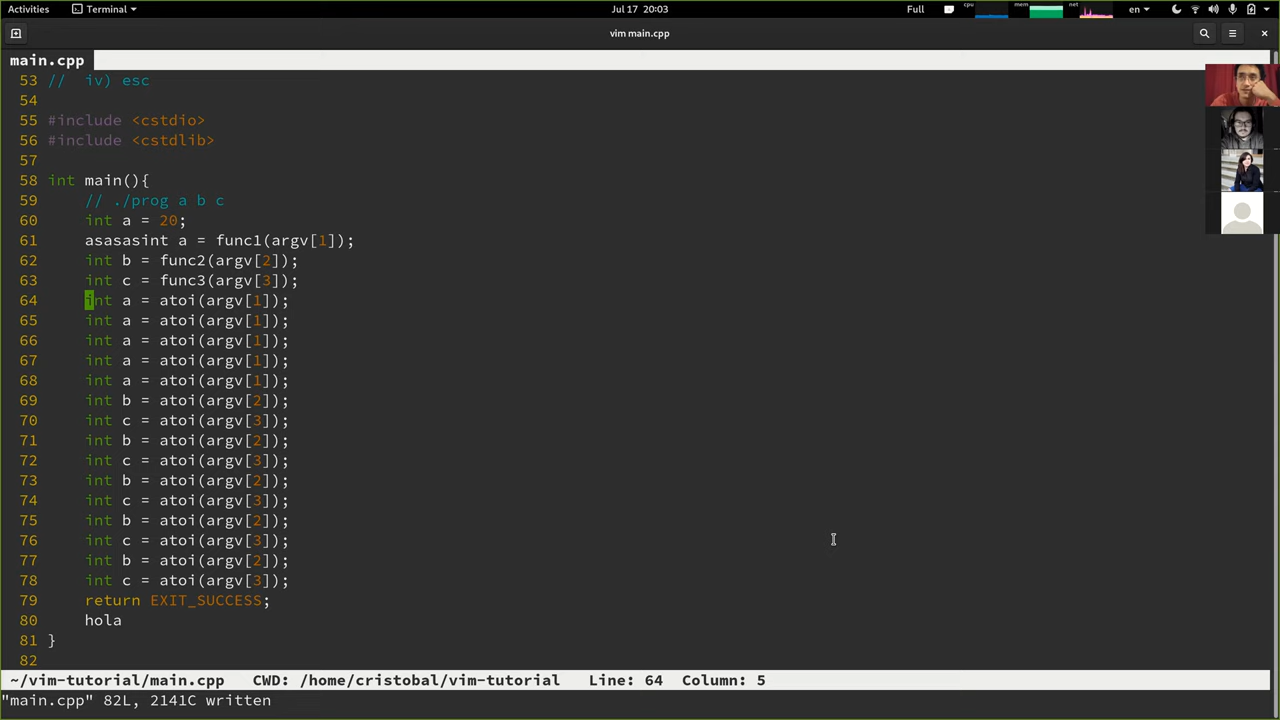 Activities Terminal Jul 17 20:03 Full cpu mem net en
vim main.cpp
main.cpp
53 // iv) esc
54
55 #include <cstdio>
56 #include <cstdlib>
57
58 int main(){
59 // ./prog a b c
60 int a = 20;
61 asasasint a = func1(argv[1]);
62 int b = func2(argv[2]);
63 int c = func3(argv[3]);
64 int a = atoi(argv[1]);
65 int a = atoi(argv[1]);
66 int a = atoi(argv[1]);
67 int a = atoi(argv[1]);
68 int a = atoi(argv[1]);
69 int b = atoi(argv[2]);
70 int c = atoi(argv[3]);
71 int b = atoi(argv[2]);
72 int c = atoi(argv[3]);
73 int b = atoi(argv[2]);
74 int c = atoi(argv[3]);
75 int b = atoi(argv[2]);
76 int c = atoi(argv[3]);
77 int b = atoi(argv[2]);
78 int c = atoi(argv[3]);
79 return EXIT_SUCCESS;
80 hola
81 }
82
~/vim-tutorial/main.cpp CWD: /home/cristobal/vim-tutorial Line: 64 Column: 5
"main.cpp" 82L, 2141C written